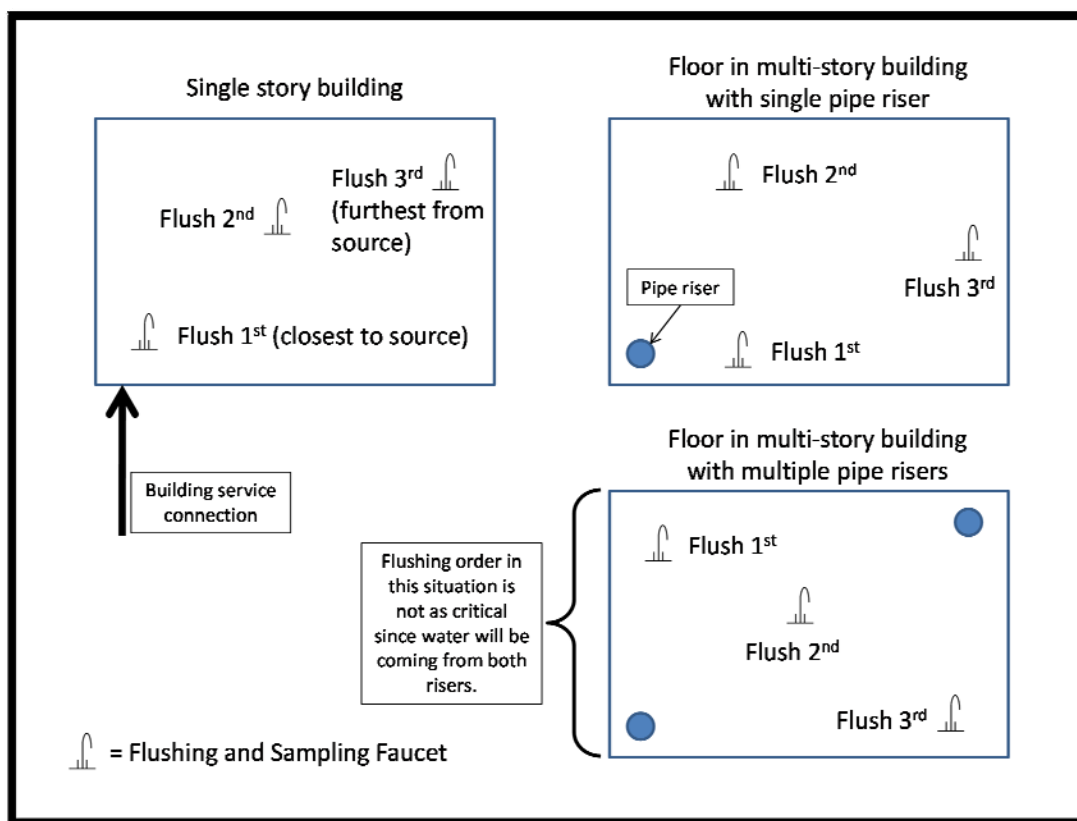 Single story building
Flush 3rd
(furthest from
source)
Flush 2nd
Flush 1st (closest to source)
Building service
connection
Floor in multi-story building
with single pipe riser
Flush 2nd
Flush 3rd
Pipe riser
Flush 1st
Floor in multi-story building
with multiple pipe risers
Flushing order in
this situation is
not as critical
since water will be
coming from both
risers.
Flush 1st
Flush 2nd
Flush 3rd
= Flushing and Sampling Faucet